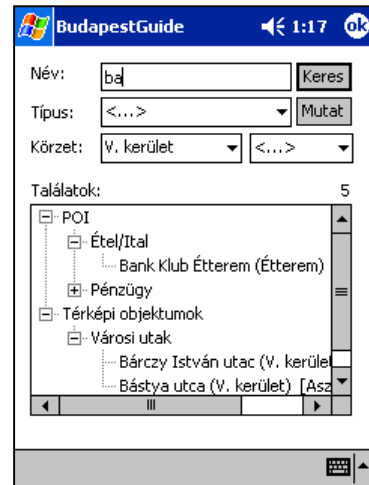 BudapestGuide 1:17 ok
Név: ba Keres
Típus: <...> Mutat
Körzet: V. kerület <...>
Találatok: 5
POI
Étel/Ital
Bank Klub Étterem (Étterem)
Pénzügy
Térképi objektumok
Városi utak
Bárczy István utac (V. kerület
Bástya utca (V. kerület) [Asz